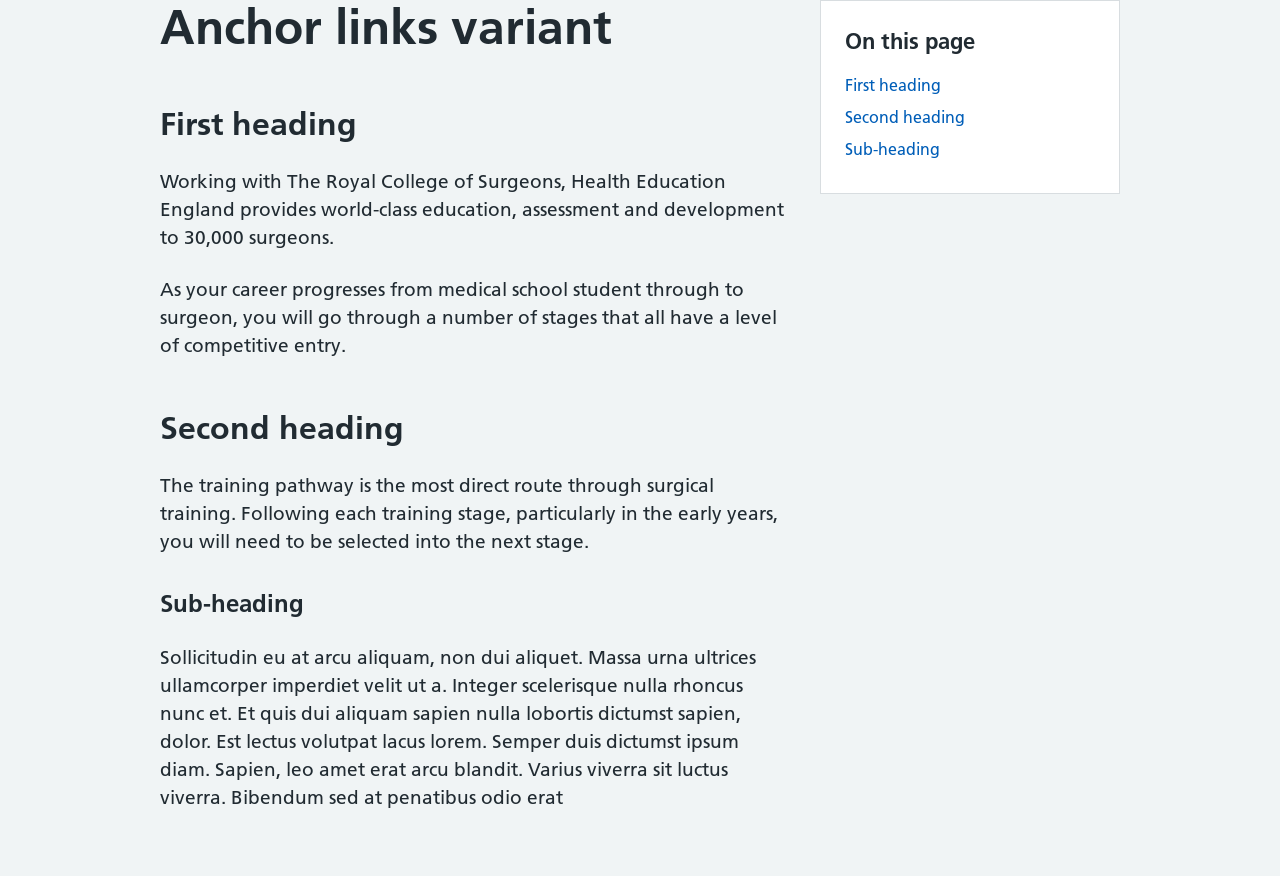 Anchor links variant
First heading
Working with The Royal College of Surgeons, Health Education
England provides world-class education, assessment and development
to 30,000 surgeons.
As your career progresses from medical school student through to
surgeon, you will go through a number of stages that all have a level
of competitive entry.
Second heading
The training pathway is the most direct route through surgical
training. Following each training stage, particularly in the early years,
you will need to be selected into the next stage.
Sub-heading
Sollicitudin eu at arcu aliquam, non dui aliquet. Massa urna ultrices
ullamcorper imperdiet velit ut a. Integer scelerisque nulla rhoncus
nunc et. Et quis dui aliquam sapien nulla lobortis dictumst sapien,
dolor. Est lectus volutpat lacus lorem. Semper duis dictumst ipsum
diam. Sapien, leo amet erat arcu blandit. Varius viverra sit luctus
viverra. Bibendum sed at penatibus odio erat
On this page
First heading
Second heading
Sub-heading